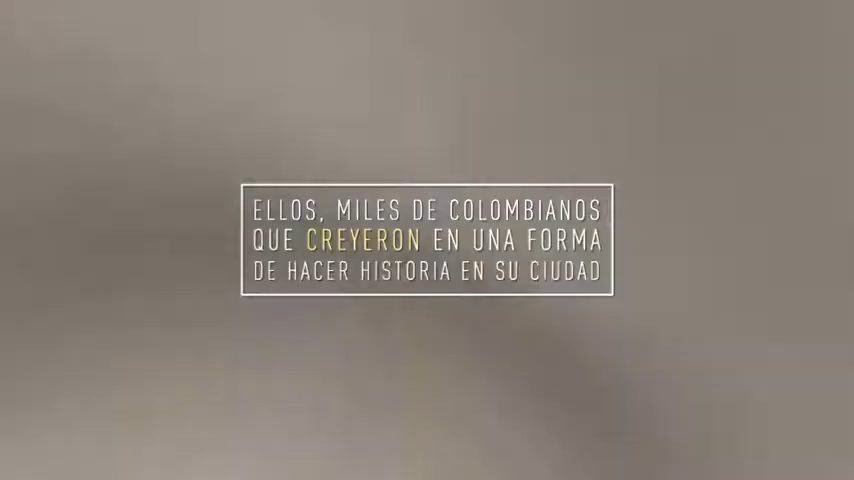 ELLOS, MILES DE COLOMBIANOS
QUE CREYERON EN UNA FORMA
DE HACER HISTORIA EN SU CIUDAD